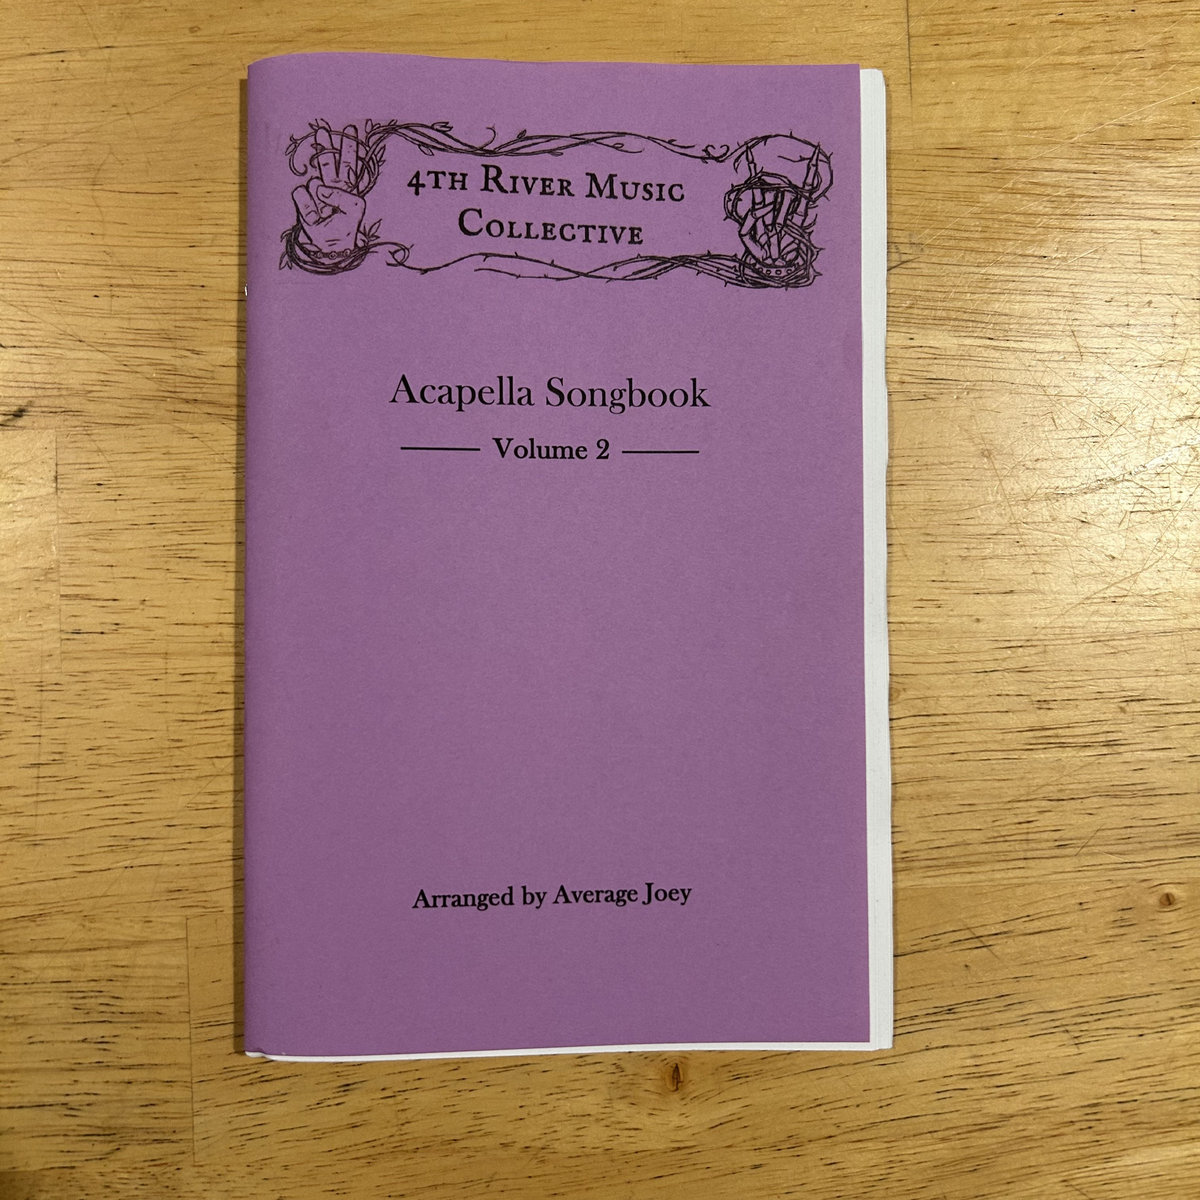 4th River Music
Collective
Acapella Songbook
Volume 2
Arranged by Average Joey